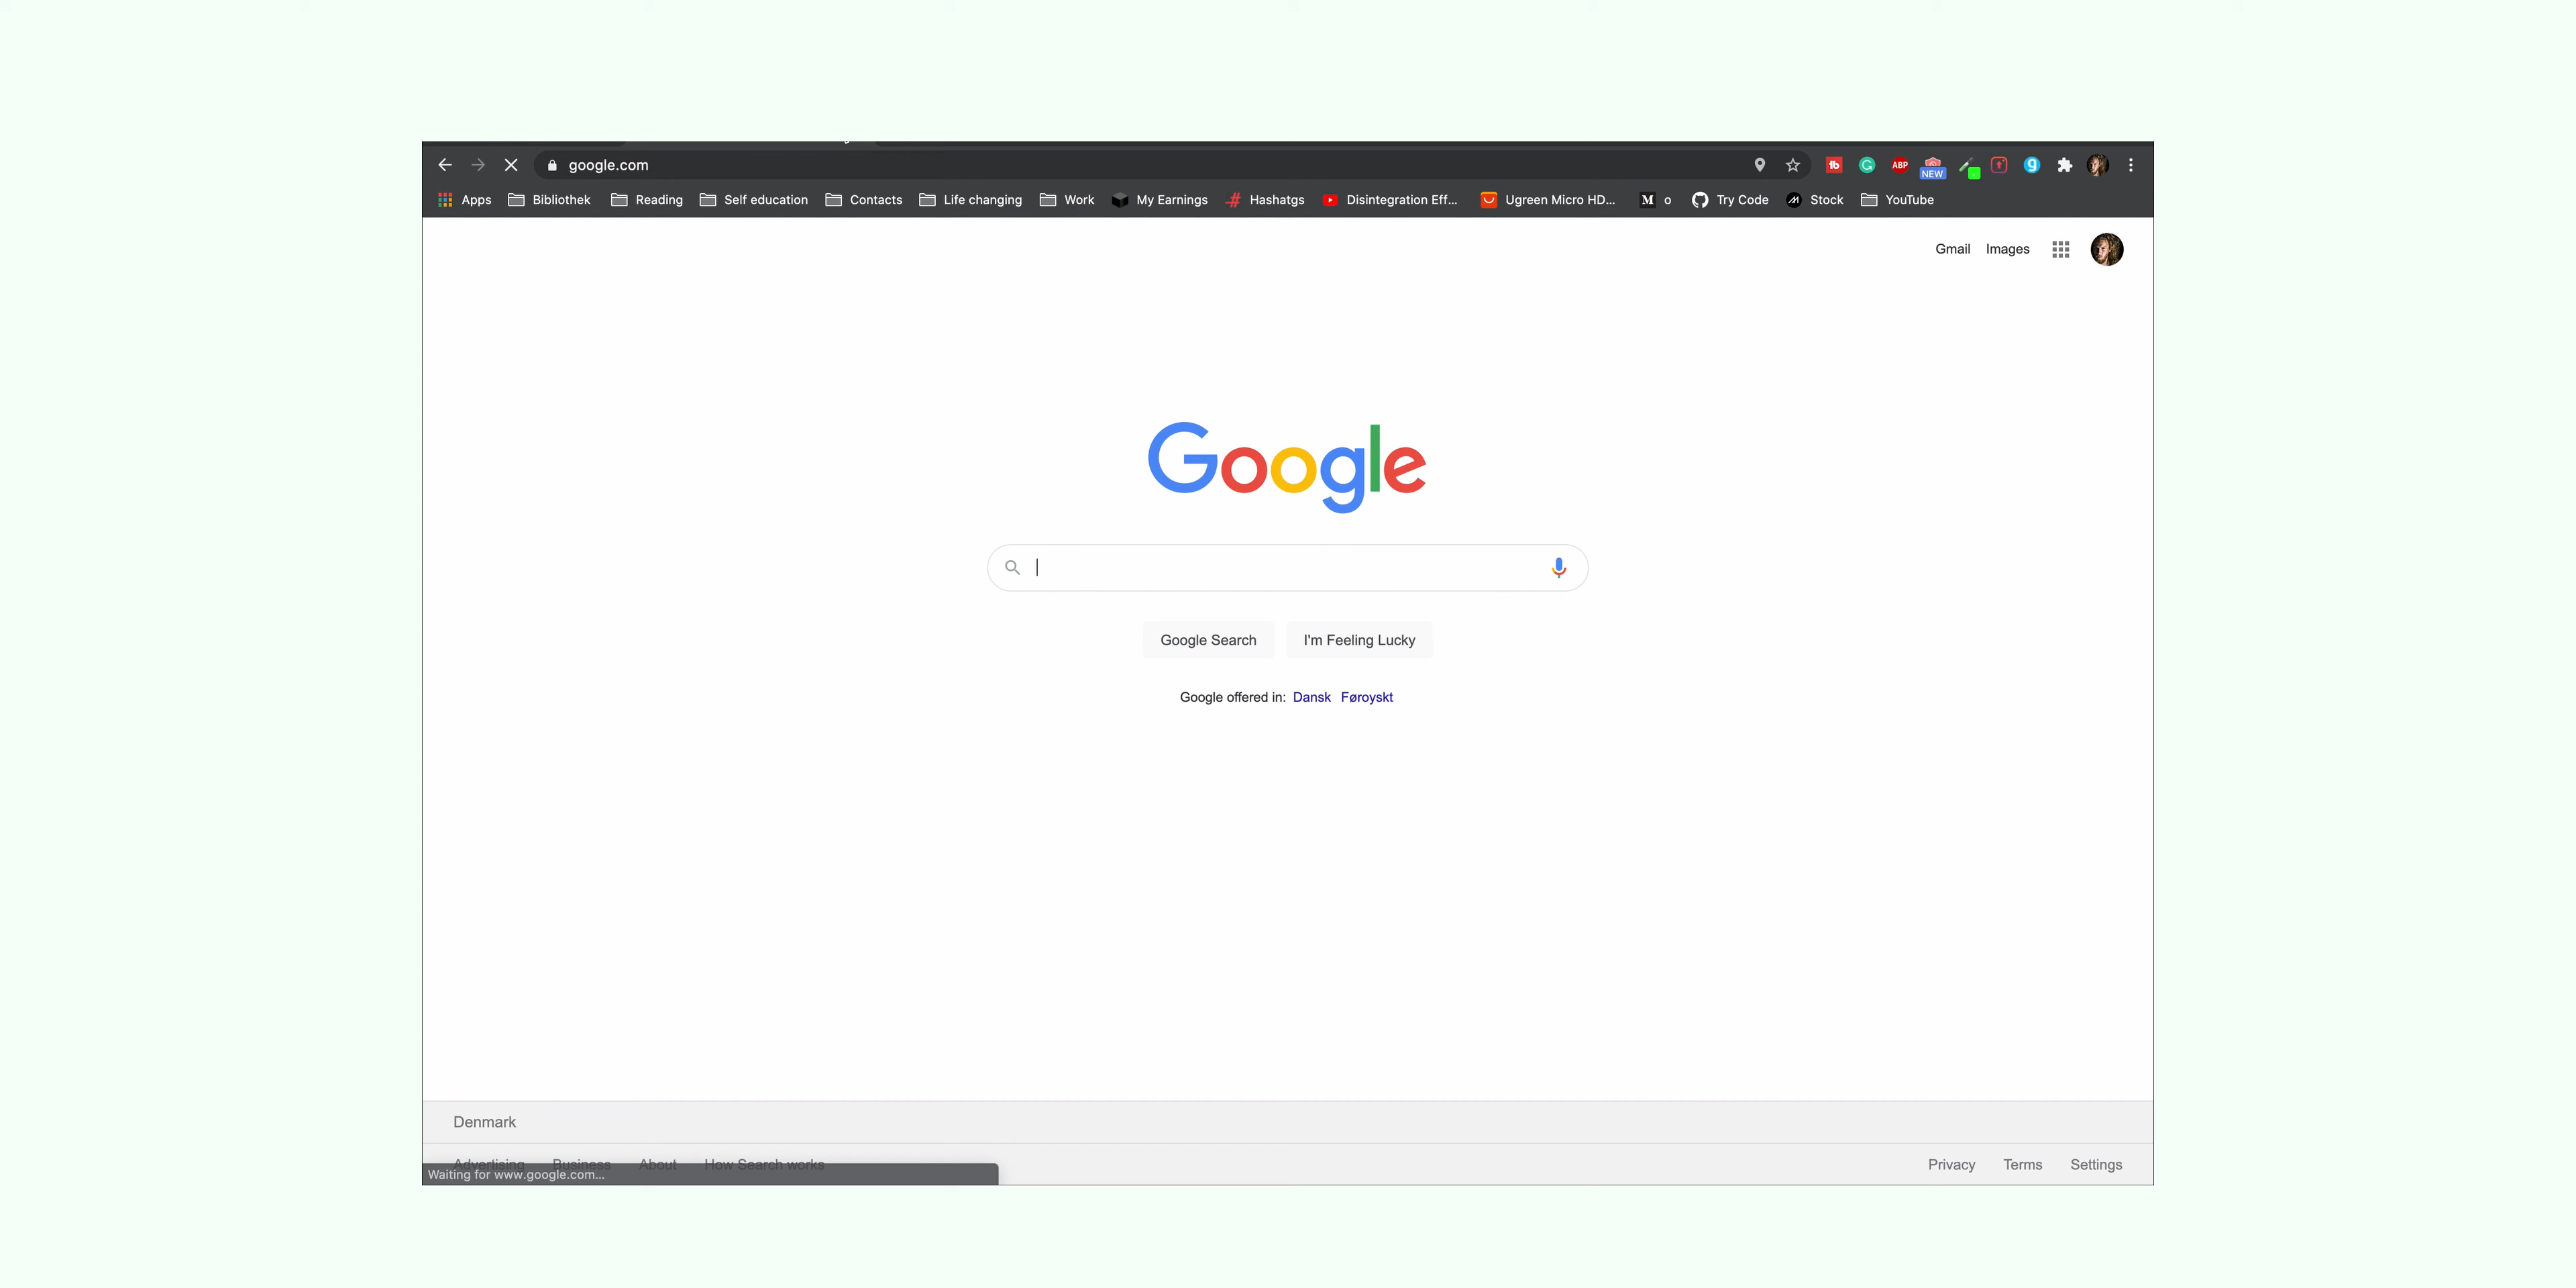 google.com
ABP
NEW
Apps Bibliothek Reading Self education Contacts Life changing Work My Earnings Hashatgs Disintegration Eff... Ugreen Micro HD... M o Try Code Stock YouTube
Gmail Images
Google
Google Search I'm Feeling Lucky
Google offered in: Dansk Føroyskt
Denmark
Advertising Business About How Search works Privacy Terms Settings
Waiting for www.google.com...